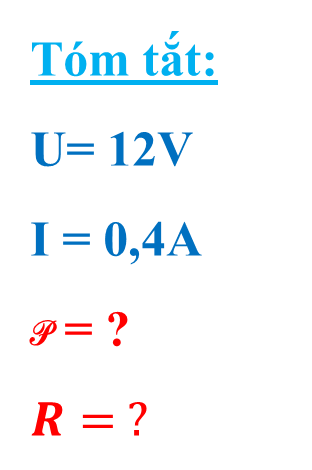 Tóm tắt:
U= 12V
I = 0,4A
𝒫 = ?
R = ?